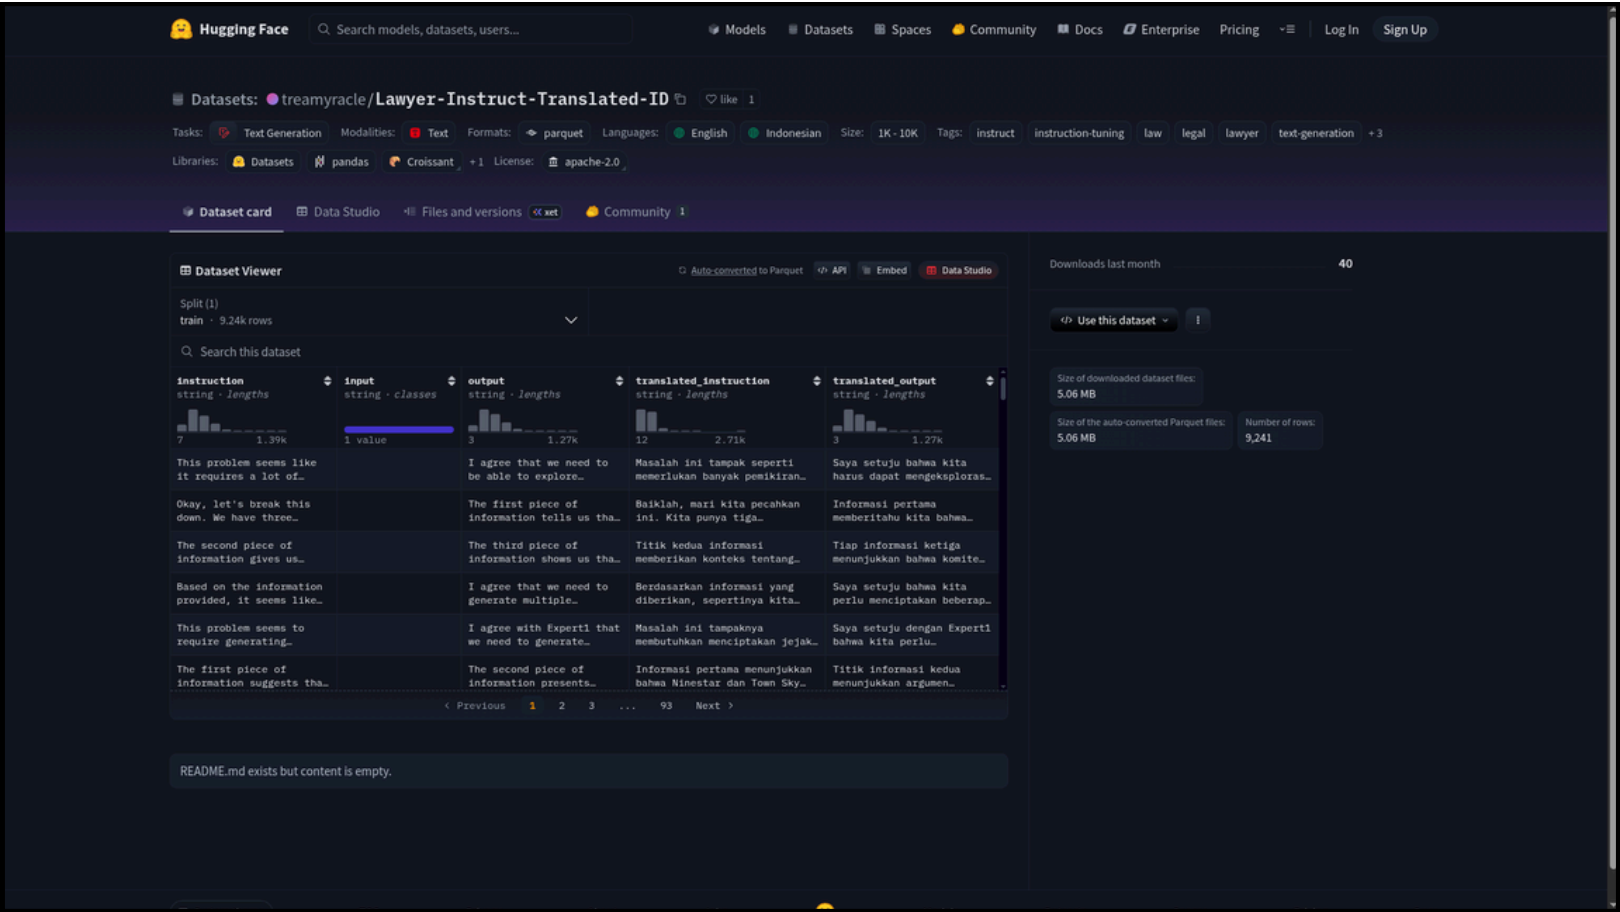 Hugging Face
Search models, datasets, users...
Models
Datasets
Spaces
Community
Docs
Enterprise
Pricing
Log In
Sign Up
Datasets: treamyracle/Lawyer-Instruct-Translated-ID
like 1
Tasks: Text Generation Modalities: Text Formats: parquet Languages: English Indonesian Size: 1K - 10K Tags: instruct instruction-tuning law legal lawyer text-generation + 3
Libraries: Datasets pandas Croissant + 1 License: apache-2.0
Dataset card
Data Studio
Files and versions xet
Community 1
Dataset Viewer
Auto-converted to Parquet
API
Embed
Data Studio
Split (1)
train · 9.24k rows
Search this dataset
instruction input output translated_instruction translated_output
string · lengths string · classes string · lengths string · lengths string · lengths
7 1.39k 1 value 3 1.27k 12 2.71k 3 1.27k
This problem seems like I agree that we need to Masalah ini tampak seperti Saya setuju bahwa kita
it requires a lot of… be able to explore… memerlukan banyak pemikiran… harus dapat mengeksploras…
Okay, let's break this The first piece of Baiklah, mari kita pecahkan Informasi pertama
down. We have three… information tells us tha… ini. Kita punya tiga… memberitahu kita bahwa…
The second piece of The third piece of Titik kedua informasi Tiap informasi ketiga
information gives us… information shows us tha… memberikan konteks tentang… menunjukkan bahwa komite…
Based on the information I agree that we need to Berdasarkan informasi yang Saya setuju bahwa kita
provided, it seems like… generate multiple… diberikan, sepertinya kita… perlu menciptakan beberap…
This problem seems to I agree with Expert1 that Masalah ini tampaknya Saya setuju dengan Expert1
require generating… we need to generate… membutuhkan menciptakan jejak… bahwa kita perlu…
The first piece of The second piece of Informasi pertama menunjukkan Titik informasi kedua
information suggests tha… information presents… bahwa Ninestar dan Town Sky… menunjukkan argumen…
< Previous 1 2 3 ... 93 Next >
README.md exists but content is empty.
Downloads last month
40
Use this dataset
Size of downloaded dataset files:
5.06 MB
Size of the auto-converted Parquet files:
5.06 MB
Number of rows:
9,241